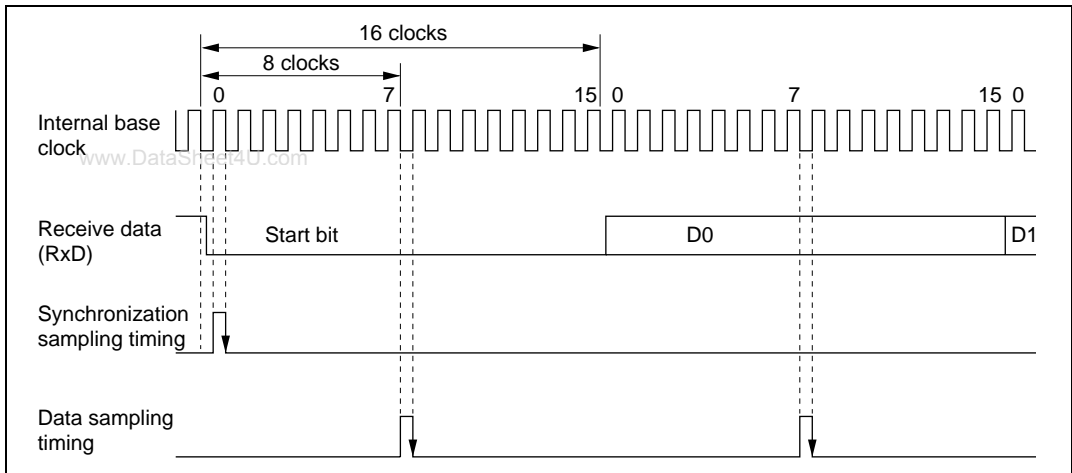 16 clocks
8 clocks
0 7 15 0 7 15 0
Internal base
clock
www.DataSheet4U.com
Receive data
(RxD)
Start bit D0 D1
Synchronization
sampling timing
Data sampling
timing